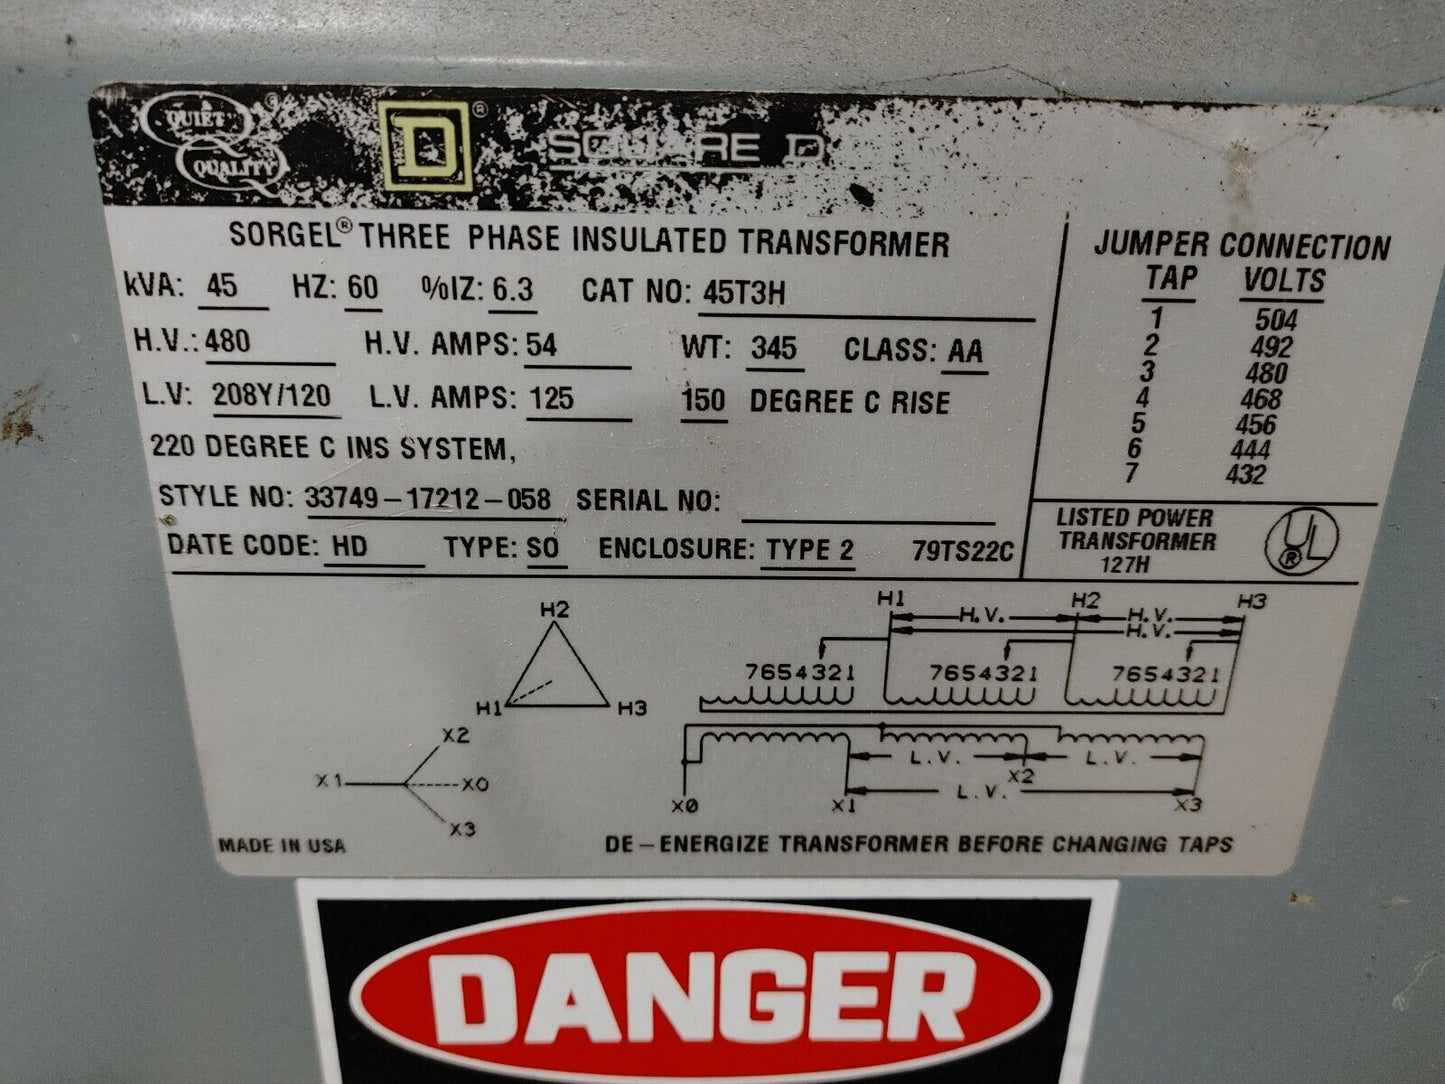 QUIET ®
QUALITY
D ®
SQUARE D
SORGEL® THREE PHASE INSULATED TRANSFORMER
kVA: 45 HZ: 60 %IZ: 6.3 CAT NO: 45T3H
H.V.: 480 H.V. AMPS: 54 WT: 345 CLASS: AA
L.V: 208Y/120 L.V. AMPS: 125 150 DEGREE C RISE
220 DEGREE C INS SYSTEM,
STYLE NO: 33749-17212-058 SERIAL NO:
DATE CODE: HD TYPE: SO ENCLOSURE: TYPE 2 79TS22C
JUMPER CONNECTION
TAP VOLTS
1 504
2 492
3 480
4 468
5 456
6 444
7 432
LISTED POWER
TRANSFORMER
127H
UL ®
H2
H1 H3
X2
X1 X0
X3
H1 H2 H3
H.V. H.V.
H.V.
7654321 7654321 7654321
L.V. L.V.
X2
L.V.
X0 X1 X3
MADE IN USA DE-ENERGIZE TRANSFORMER BEFORE CHANGING TAPS
DANGER